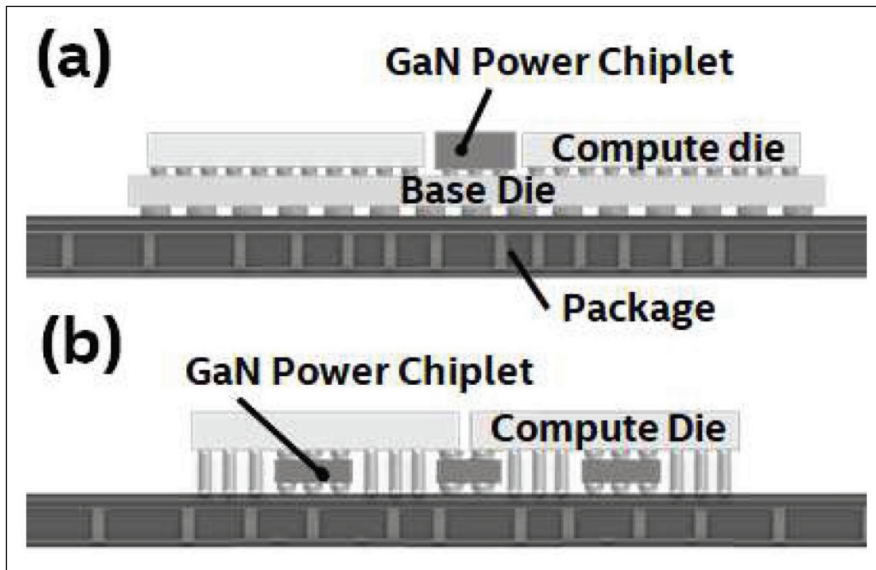 (a)
GaN Power Chiplet
Compute die
Base Die
Package
(b)
GaN Power Chiplet
Compute Die